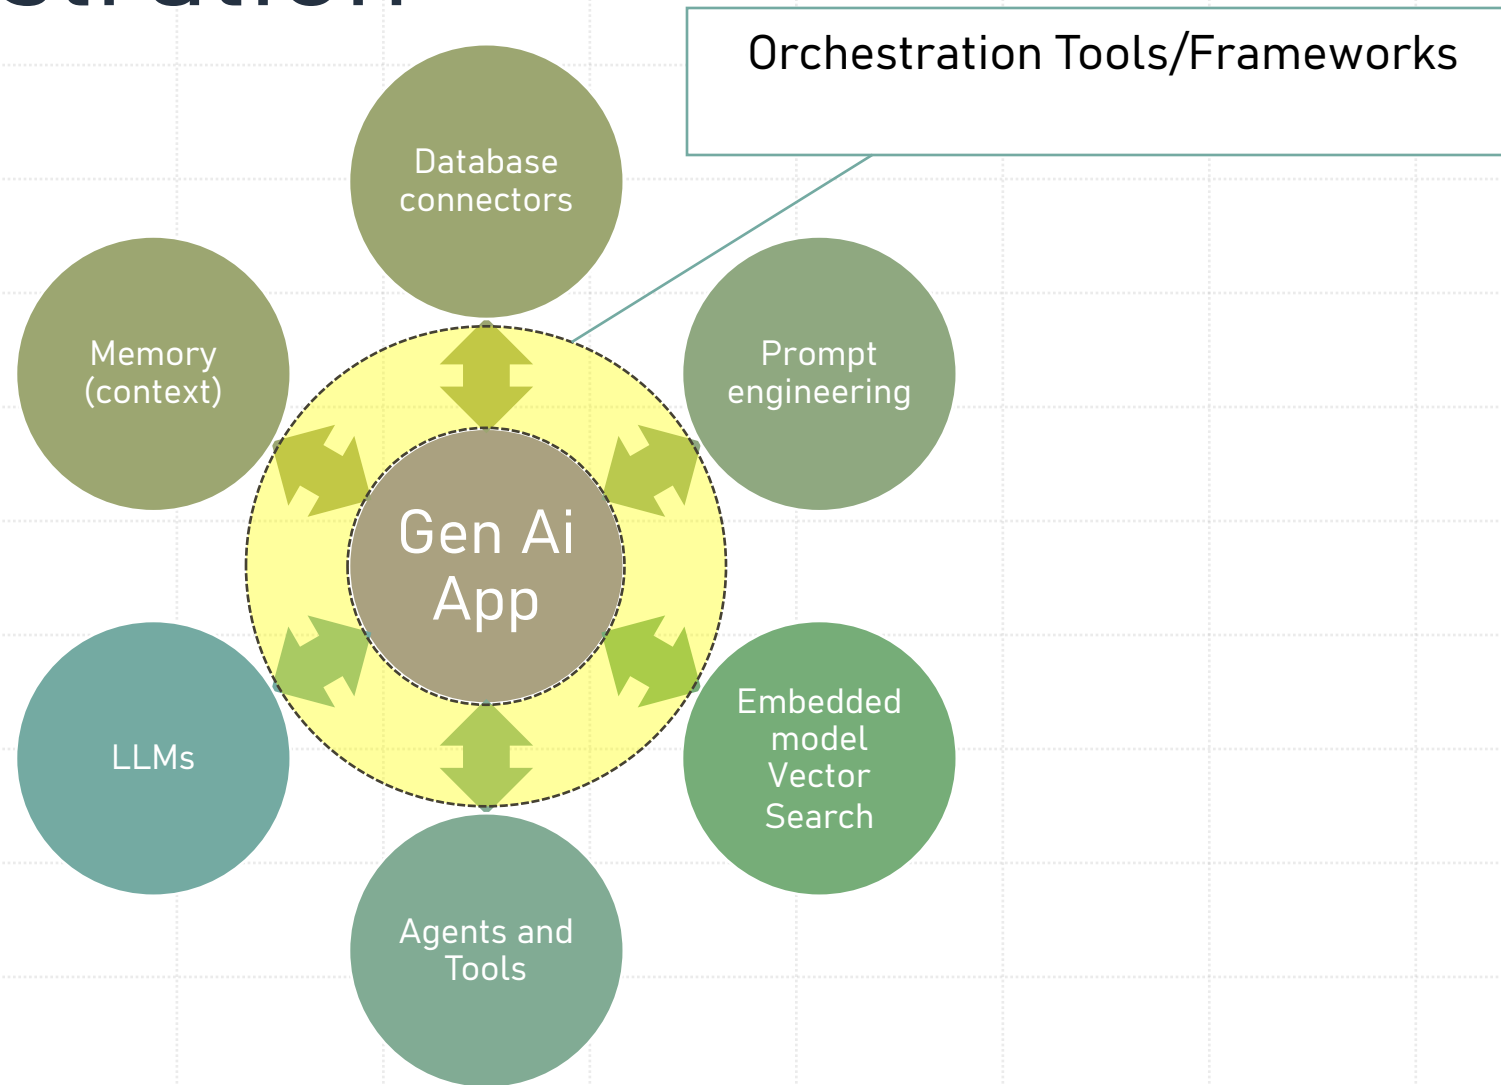 Orchestration Tools/Frameworks
Database
connectors
Memory
(context)
Prompt
engineering
Gen Ai
App
LLMs
Embedded
model
Vector
Search
Agents and
Tools